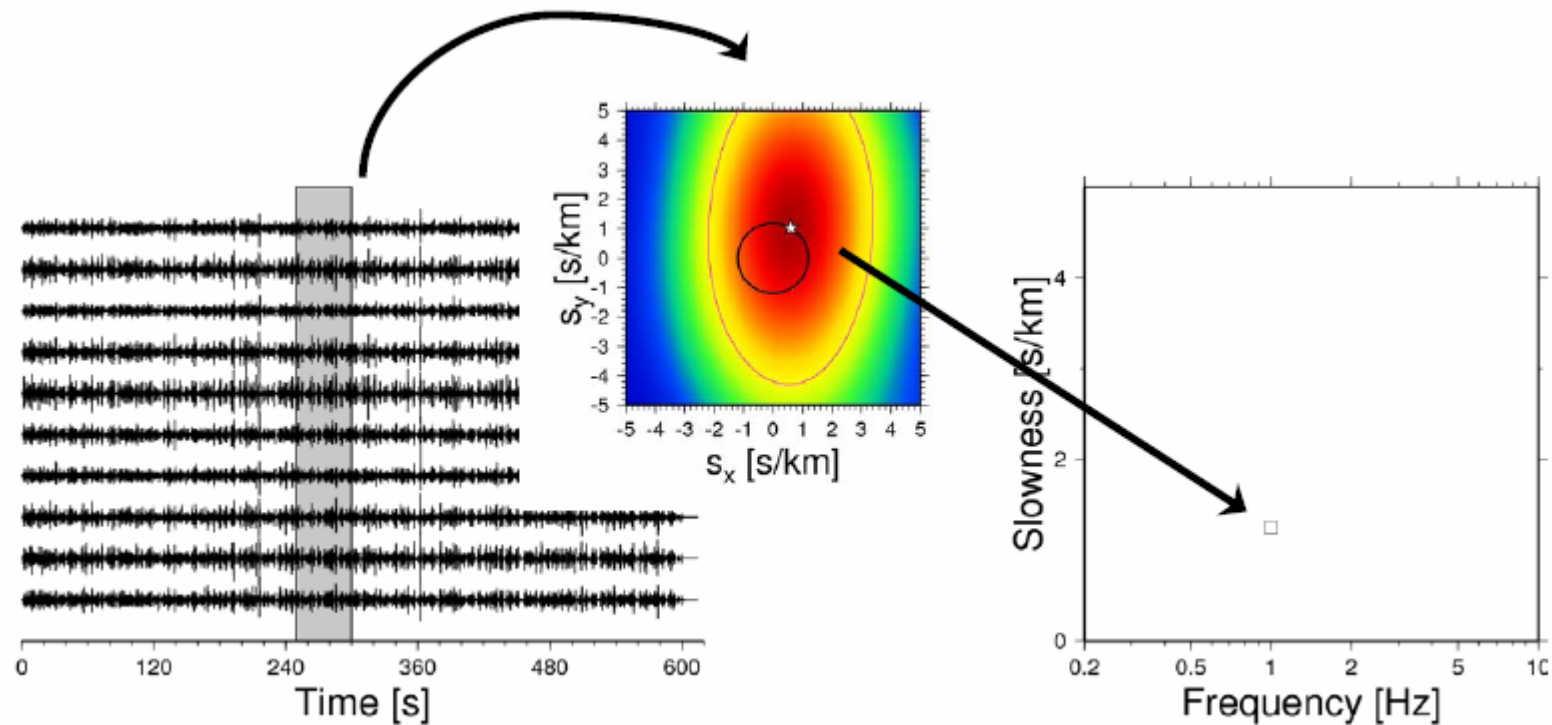 0 120 240 360 480 600
Time [s]
5
4
3
2
1
0
-1
-2
-3
-4
-5
s_y [s/km]
-5 -4 -3 -2 -1 0 1 2 3 4 5
s_x [s/km]
4
2
0
Slowness [s/km]
0.2 0.5 1 2 5 10
Frequency [Hz]